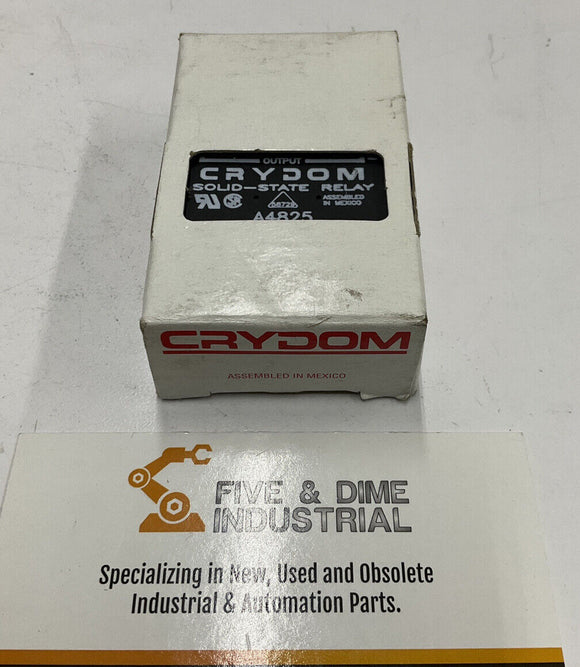 OUTPUT
CRYDOM
SOLID-STATE RELAY
ASSEMBLED
IN MEXICO
A4825
CRYDOM
ASSEMBLED IN MEXICO
FIVE & DIME
INDUSTRIAL
Specializing in New, Used and Obsolete
Industrial & Automation Parts.